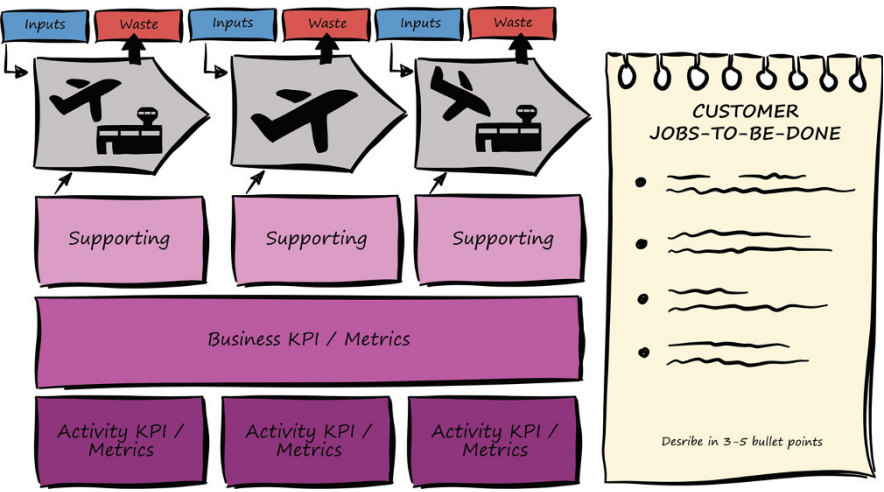 Inputs
Waste
Inputs
Waste
Inputs
Waste
CUSTOMER
JOBS-TO-BE-DONE
Supporting
Supporting
Supporting
Business KPI / Metrics
Activity KPI /
Metrics
Activity KPI /
Metrics
Activity KPI /
Metrics
Desribe in 3-5 bullet points